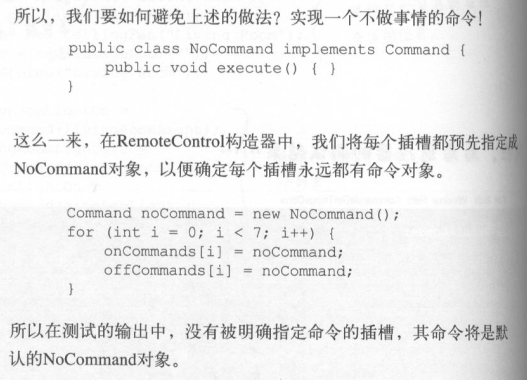 所以，我们要如何避免上述的做法？实现一个不做事情的命令！
public class NoCommand implements Command {
public void execute() { }
}
这么一来，在RemoteControl构造器中，我们将每个插槽都预先指定成
NoCommand对象，以便确定每个插槽永远都有命令对象。
Command noCommand = new NoCommand();
for (int i = 0; i < 7; i++) {
onCommands[i] = noCommand;
offCommands[i] = noCommand;
}
所以在测试的输出中，没有被明确指定命令的插槽，其命令将是默
认的NoCommand对象。